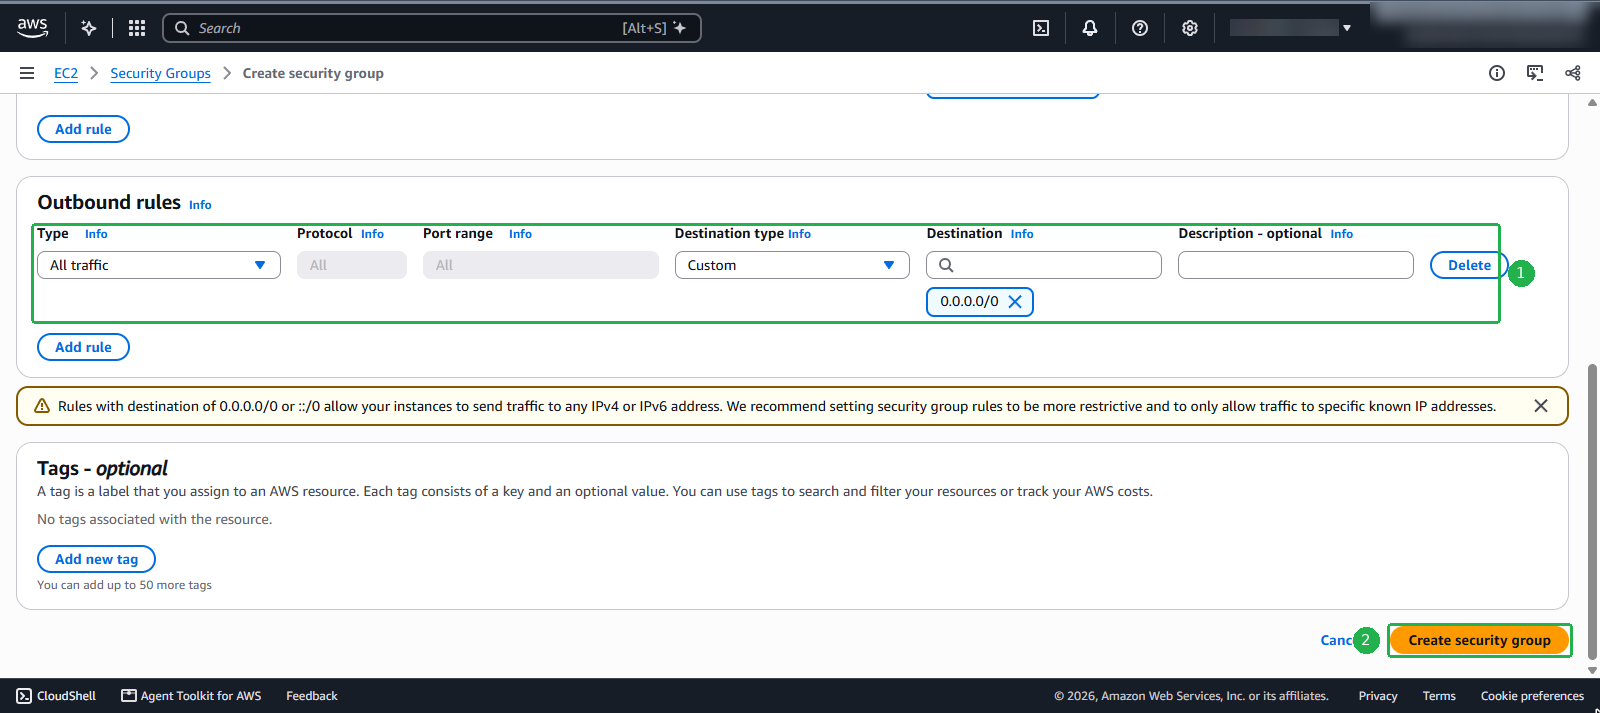 aws Search [Alt+S]
EC2 Security Groups Create security group
Add rule
Outbound rules Info
Type Info Protocol Info Port range Info Destination type Info Destination Info Description - optional Info
All traffic All All Custom Delete 1
0.0.0.0/0
Add rule
Rules with destination of 0.0.0.0/0 or ::/0 allow your instances to send traffic to any IPv4 or IPv6 address. We recommend setting security group rules to be more restrictive and to only allow traffic to specific known IP addresses.
Tags - optional
A tag is a label that you assign to an AWS resource. Each tag consists of a key and an optional value. You can use tags to search and filter your resources or track your AWS costs.
No tags associated with the resource.
Add new tag
You can add up to 50 more tags
Canc 2 Create security group
CloudShell Agent Toolkit for AWS Feedback © 2026, Amazon Web Services, Inc. or its affiliates. Privacy Terms Cookie preferences